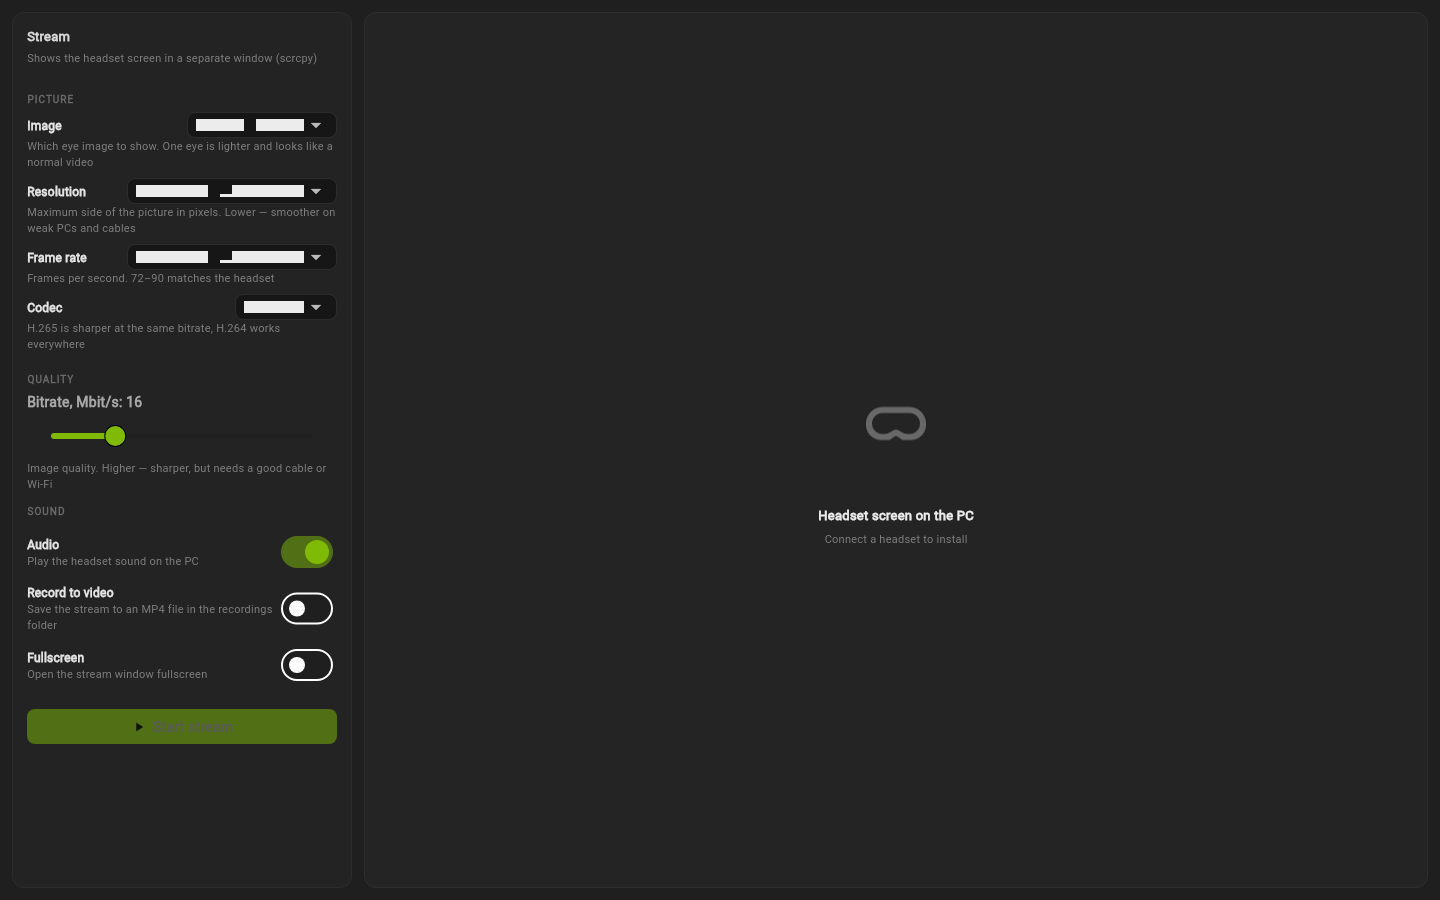 Stream
Shows the headset screen in a separate window (scrcpy)
PICTURE
Image
Which eye image to show. One eye is lighter and looks like a
normal video
Resolution
Maximum side of the picture in pixels. Lower — smoother on
weak PCs and cables
Frame rate
Frames per second. 72–90 matches the headset
Codec
H.265 is sharper at the same bitrate, H.264 works
everywhere
QUALITY
Bitrate, Mbit/s: 16
Image quality. Higher — sharper, but needs a good cable or
Wi-Fi
SOUND
Audio
Play the headset sound on the PC
Record to video
Save the stream to an MP4 file in the recordings
folder
Fullscreen
Open the stream window fullscreen
Headset screen on the PC
Connect a headset to install